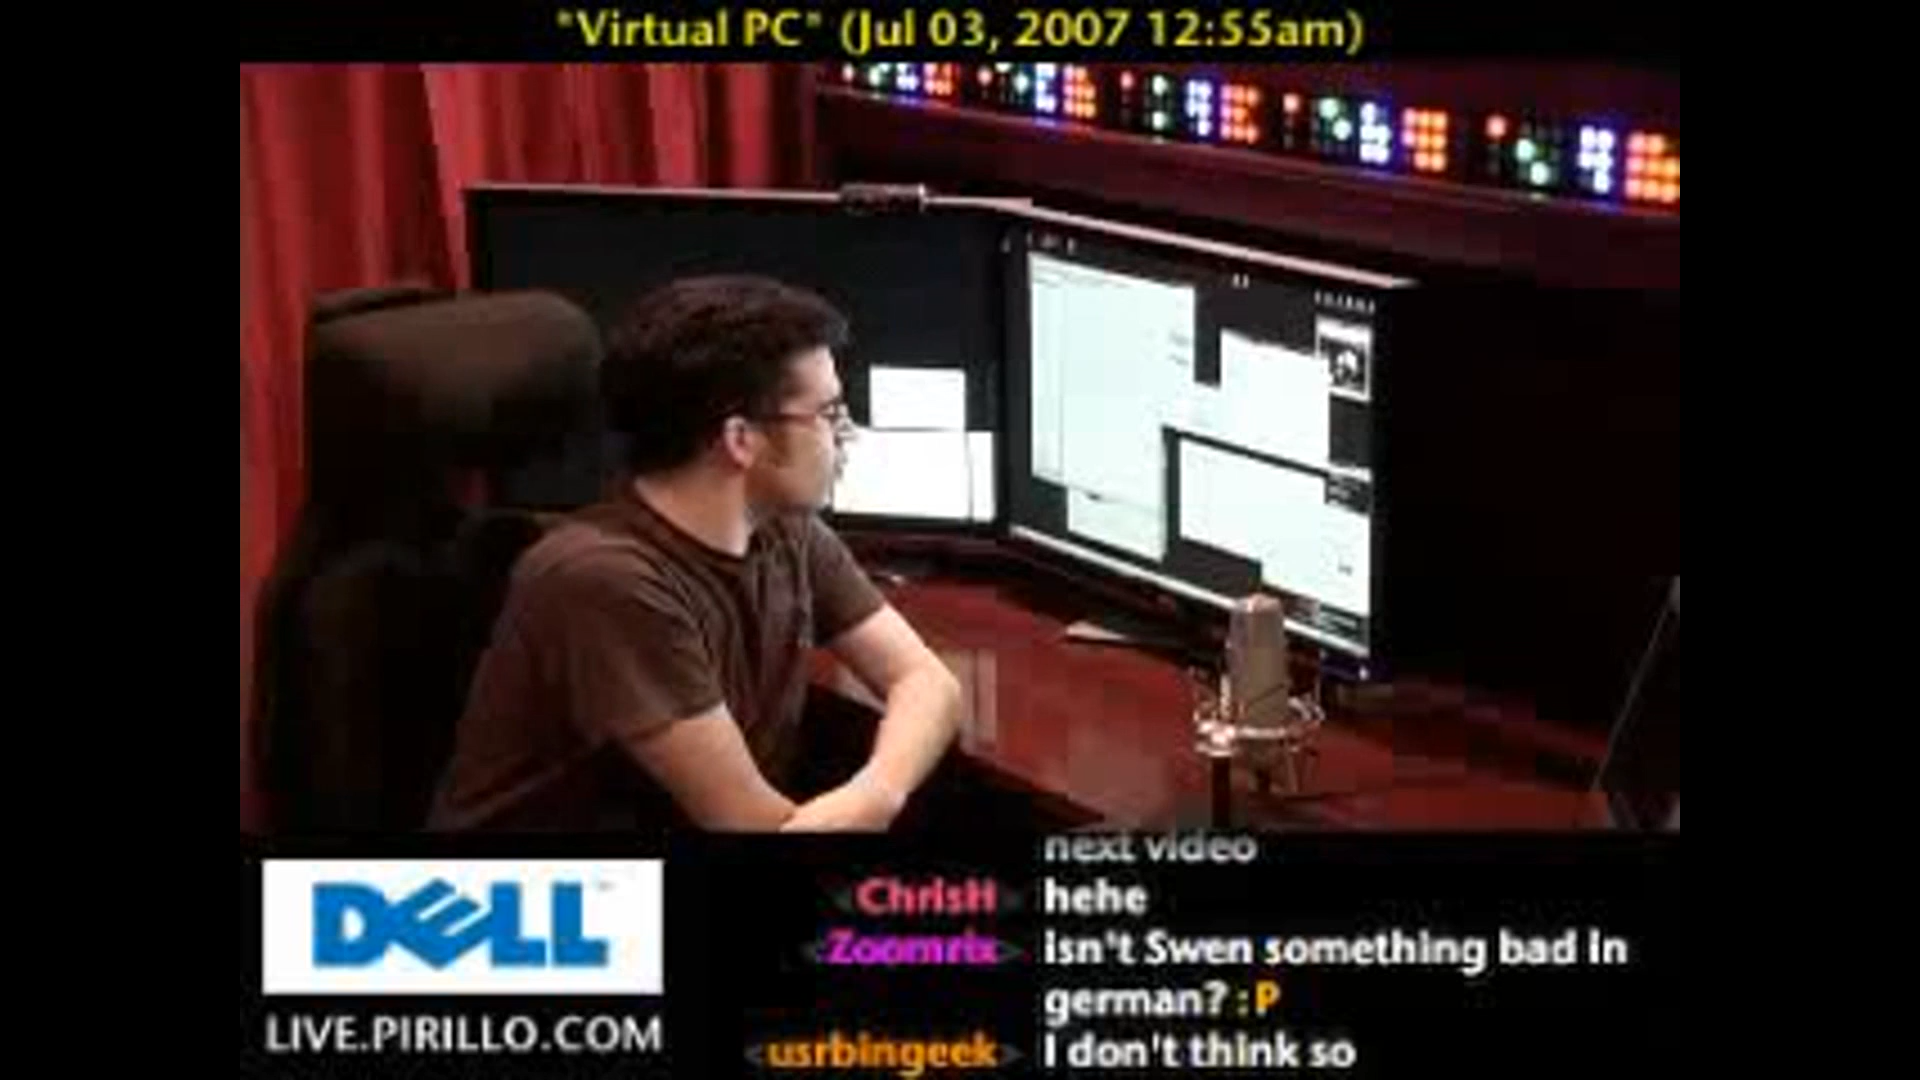 "Virtual PC" (Jul 03, 2007 12:55am)
next video
<ChrisH> hehe
<Zoomrix> isn't Swen something bad in
german? :P
<usrbingeek> I don't think so
DELL™
LIVE.PIRILLO.COM